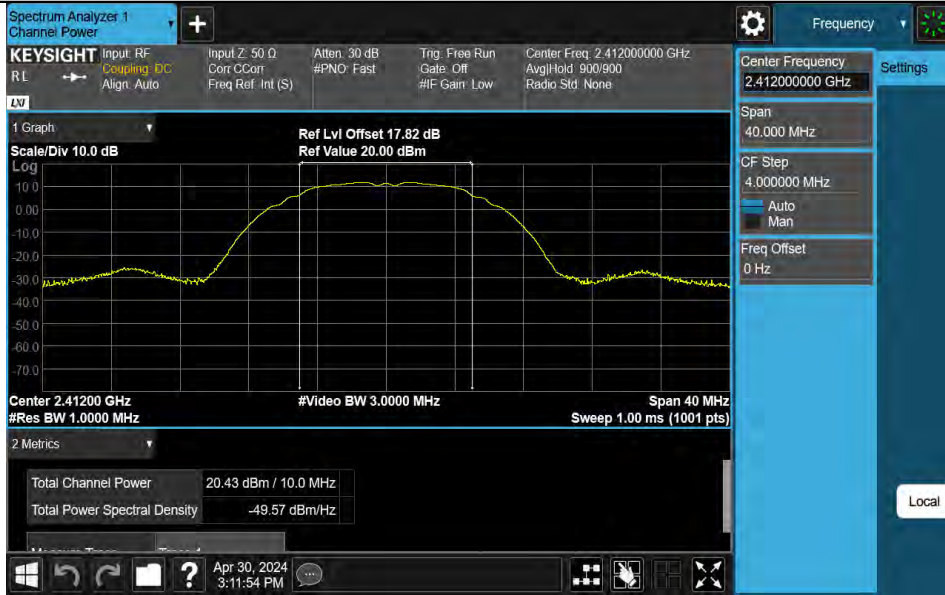 Spectrum Analyzer 1
Channel Power
Frequency
KEYSIGHT
RL
LXI
Input: RF
Coupling: DC
Align: Auto
Input Z: 50 Ω
Corr CCorr
Freq Ref: Int (S)
Atten: 30 dB
#PNO: Fast
Trig: Free Run
Gate: Off
#IF Gain: Low
Center Freq: 2.412000000 GHz
Avg|Hold: 900/900
Radio Std: None
Center Frequency
2.412000000 GHz
Settings
Span
40.000 MHz
CF Step
4.000000 MHz
Auto
Man
Freq Offset
0 Hz
Local
1 Graph
Scale/Div 10.0 dB
Ref Lvl Offset 17.82 dB
Ref Value 20.00 dBm
Log
10.0
0.00
-10.0
-20.0
-30.0
-40.0
-50.0
-60.0
-70.0
Center 2.41200 GHz
#Video BW 3.0000 MHz
Span 40 MHz
#Res BW 1.0000 MHz
Sweep 1.00 ms (1001 pts)
2 Metrics
Total Channel Power 20.43 dBm / 10.0 MHz
Total Power Spectral Density -49.57 dBm/Hz
?
Apr 30, 2024
3:11:54 PM